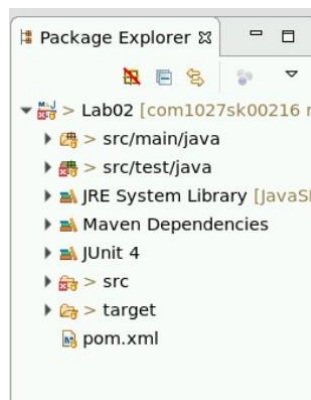 Package Explorer
> Lab02 [com1027sk00216
> src/main/java
> src/test/java
JRE System Library [JavaS
Maven Dependencies
JUnit 4
> src
> target
pom.xml